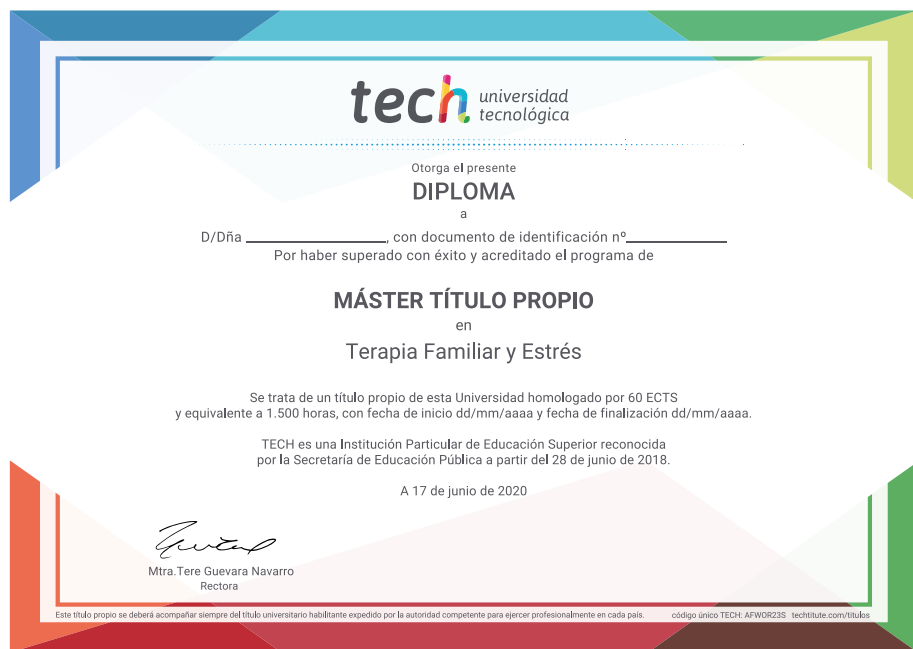 tech universidad
tecnológica
Otorga el presente
DIPLOMA
a
D/Dña ______________, con documento de identificación nº__________
Por haber superado con éxito y acreditado el programa de
MÁSTER TÍTULO PROPIO
en
Terapia Familiar y Estrés
Se trata de un título propio de esta Universidad homologado por 60 ECTS
y equivalente a 1.500 horas, con fecha de inicio dd/mm/aaaa y fecha de finalización dd/mm/aaaa.
TECH es una Institución Particular de Educación Superior reconocida
por la Secretaría de Educación Pública a partir del 28 de junio de 2018.
A 17 de junio de 2020
Mtra.Tere Guevara Navarro
Rectora
Este título propio se deberá acompañar siempre del título universitario habilitante expedido por la autoridad competente para ejercer profesionalmente en cada país. código único TECH: AFWOR23S techtitute.com/titulos